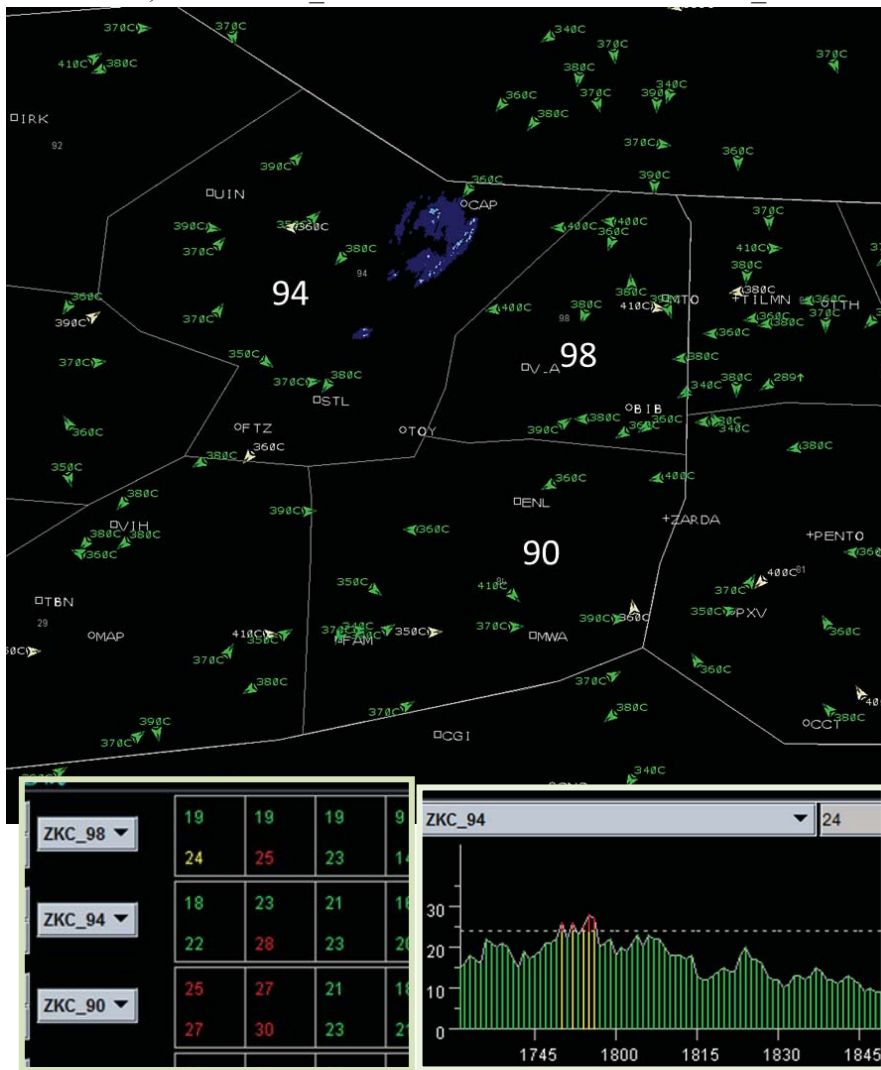 370C 370C 340C 370C
410C 380C 380C 370C
360C 380C 390C 340C
IRK
92
370C 360C
390C 390C
UIN 360C
CAP
390C 360C 400C 400C 370C
370C 380C 360C 410C
94 380C
94 380C 380C
360C 370C 400C 380C 410C MTO TILMN 360C
390C 98 360C 380C 370C
98
350C
370C 370C 380C 380C
STL 340C 380C 289↑
FTZ TOY BIB
360C 390C 380C 360C 340C
380C 380C
350C 360C 400C
380C ENL
VIH 390C 360C ZARDA
380C 380C PENTO
360C 90 360C
TBN 350C 410C 400C 81
29 370C
MAP 410C 350C FAM 350C 370C MWA 390C 360C 350C PXV
370C 360C
380C 370C 360C
390C 370C 380C
370C CGI CCT 380C
340C
ZKC_98 19 19 19
24 25 23
ZKC_94 18 23 21
22 28 23
ZKC_90 25 27 21
27 30 23
ZKC_94 24
30
20
10
0
1745 1800 1815 1830 1845